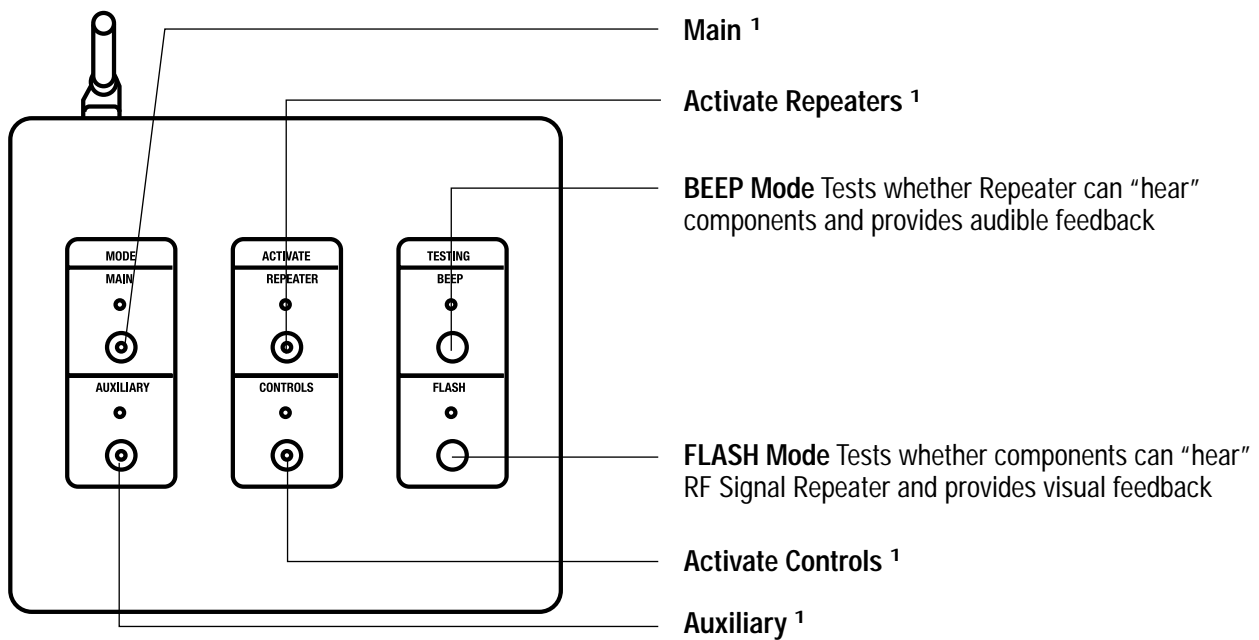 Main ¹
Activate Repeaters ¹
BEEP Mode Tests whether Repeater can “hear”
components and provides audible feedback
MODE
MAIN
AUXILIARY
ACTIVATE
REPEATER
CONTROLS
TESTING
BEEP
FLASH
FLASH Mode Tests whether components can “hear”
RF Signal Repeater and provides visual feedback
Activate Controls ¹
Auxiliary ¹